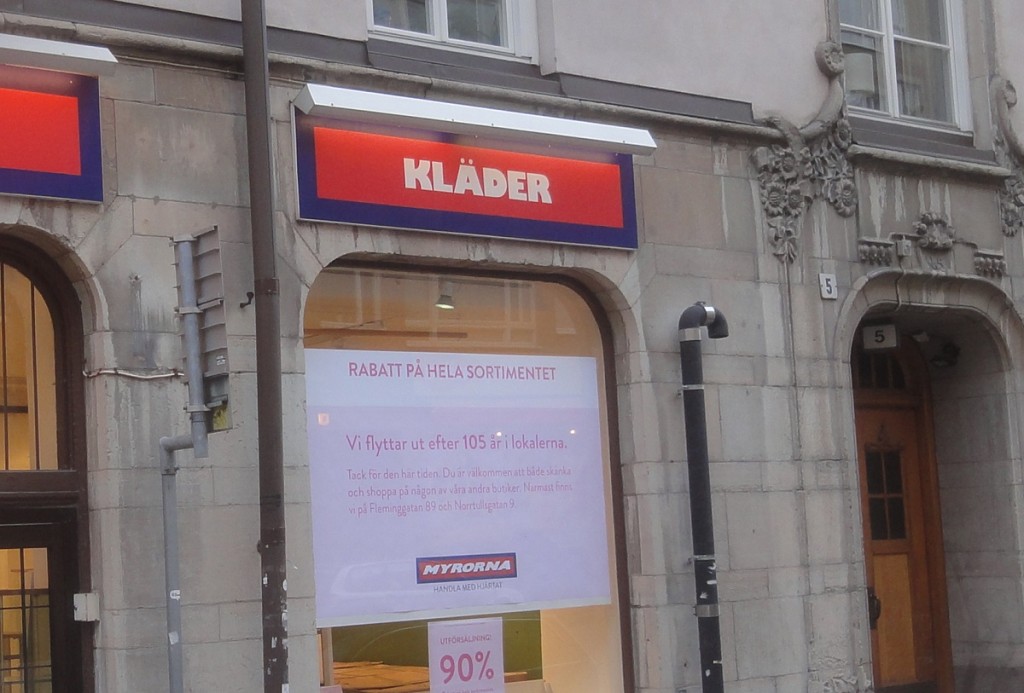 KLÄDER
5
5
RABATT PÅ HELA SORTIMENTET
Vi flyttar ut efter 105 år i lokalerna.
Tack för den här tiden. Du är välkommen att både skänka
och shoppa på någon av våra andra butiker. Närmast finns
vi på Fleminggatan 89 och Norrtullsgatan 9.
MYRORNA
HANDLA MED HJÄRTAT
UTFÖRSÄLJNING!
90%